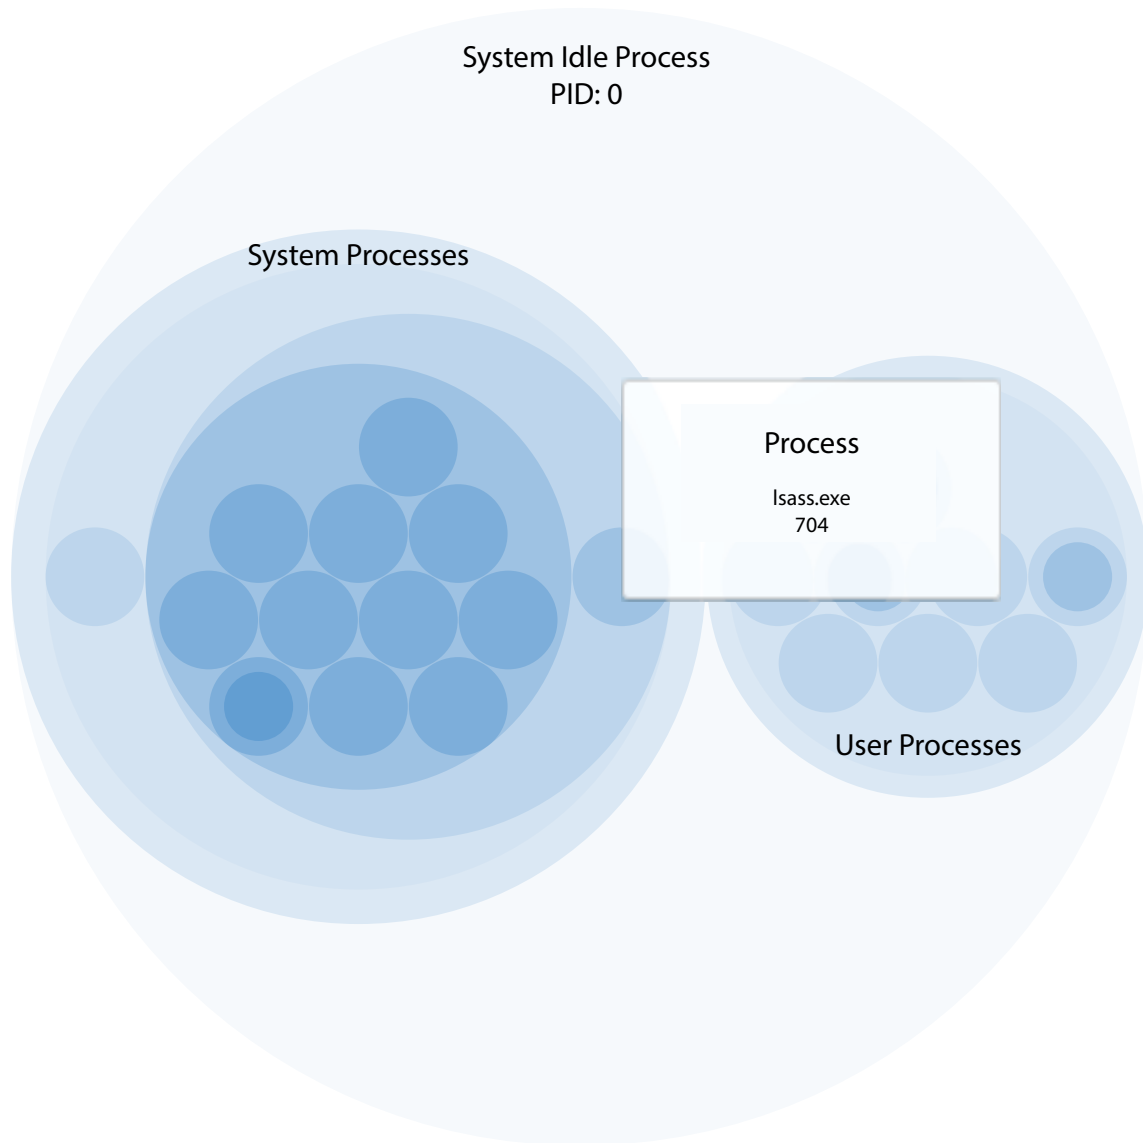 System Idle Process
PID: 0
System Processes
Process
lsass.exe
704
User Processes